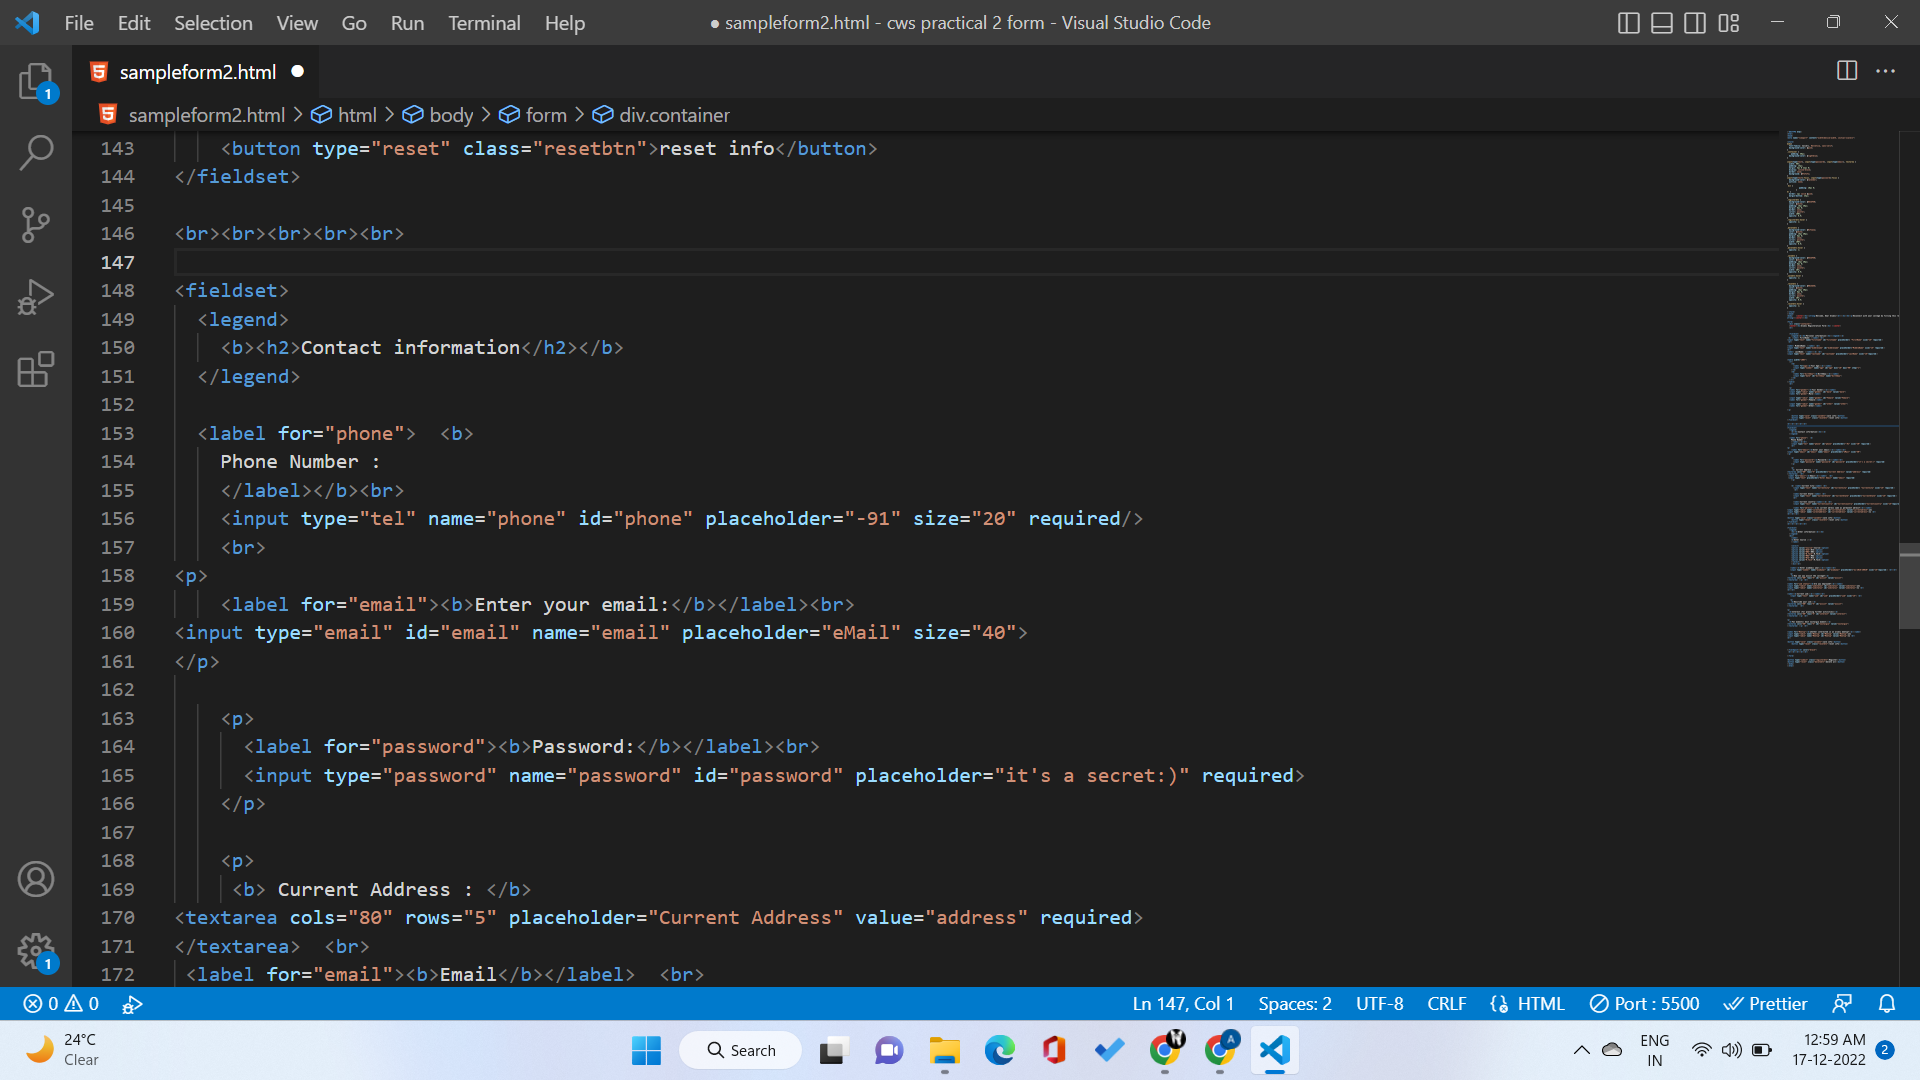 File Edit Selection View Go Run Terminal Help
● sampleform2.html - cws practical 2 form - Visual Studio Code
sampleform2.html ●
sampleform2.html > html > body > form > div.container
143 <button type="reset" class="resetbtn">reset info</button>
144 </fieldset>
145
146 <br><br><br><br><br>
147
148 <fieldset>
149 <legend>
150 <b><h2>Contact information</h2></b>
151 </legend>
152
153 <label for="phone">  <b>
154 Phone Number :
155 </label></b><br>
156 <input type="tel" name="phone" id="phone" placeholder="-91" size="20" required/>
157 <br>
158 <p>
159 <label for="email"><b>Enter your email:</b></label><br>
160 <input type="email" id="email" name="email" placeholder="eMail" size="40">
161 </p>
162
163 <p>
164 <label for="password"><b>Password:</b></label><br>
165 <input type="password" name="password" id="password" placeholder="it's a secret:)" required>
166 </p>
167
168 <p>
169 <b> Current Address : </b>
170 <textarea cols="80" rows="5" placeholder="Current Address" value="address" required>
171 </textarea>  <br>
172 <label for="email"><b>Email</b></label>  <br>
1
1
0 0
Ln 147, Col 1 Spaces: 2 UTF-8 CRLF HTML Port : 5500 Prettier
24°C
Clear
Search
ENG
IN
12:59 AM
17-12-2022
2